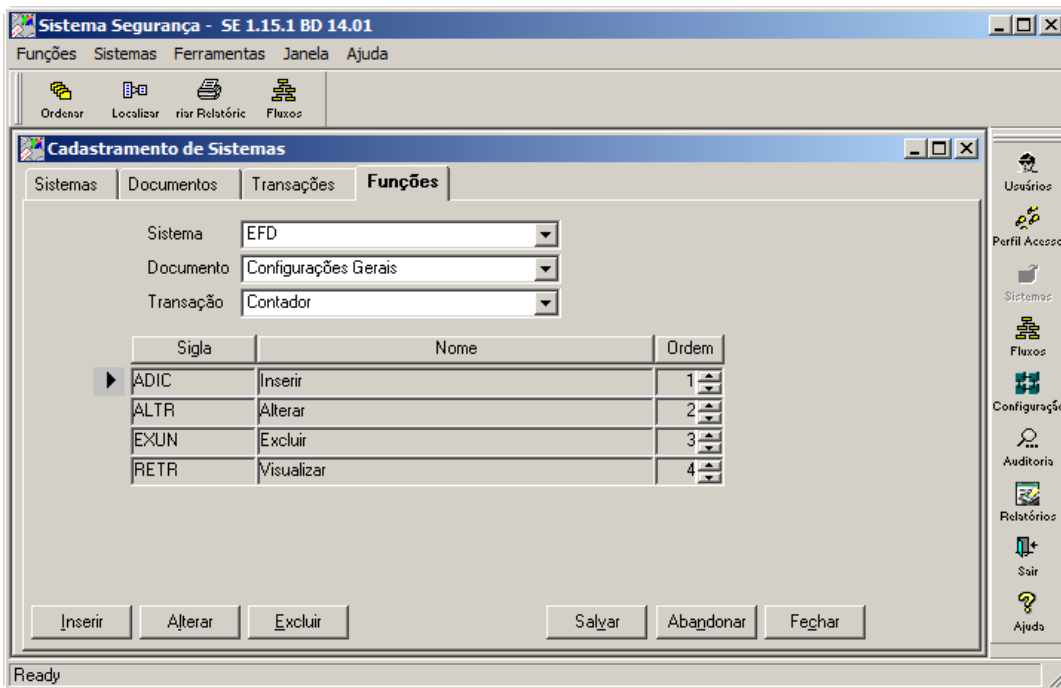 Sistema Segurança - SE 1.15.1 BD 14.01
Funções Sistemas Ferramentas Janela Ajuda
Ordenar Localizar riar Relatóric Fluxos
Cadastramento de Sistemas
Sistemas Documentos Transações Funções
Sistema EFD
Documento Configurações Gerais
Transação Contador
Sigla Nome Ordem
ADIC Inserir 1
ALTR Alterar 2
EXUN Excluir 3
RETR Visualizar 4
Inserir Alterar Excluir Salvar Abandonar Fechar
Usuários
Perfil Acesso
Sistemas
Fluxos
Configuração
Auditoria
Relatórios
Sair
Ajuda
Ready